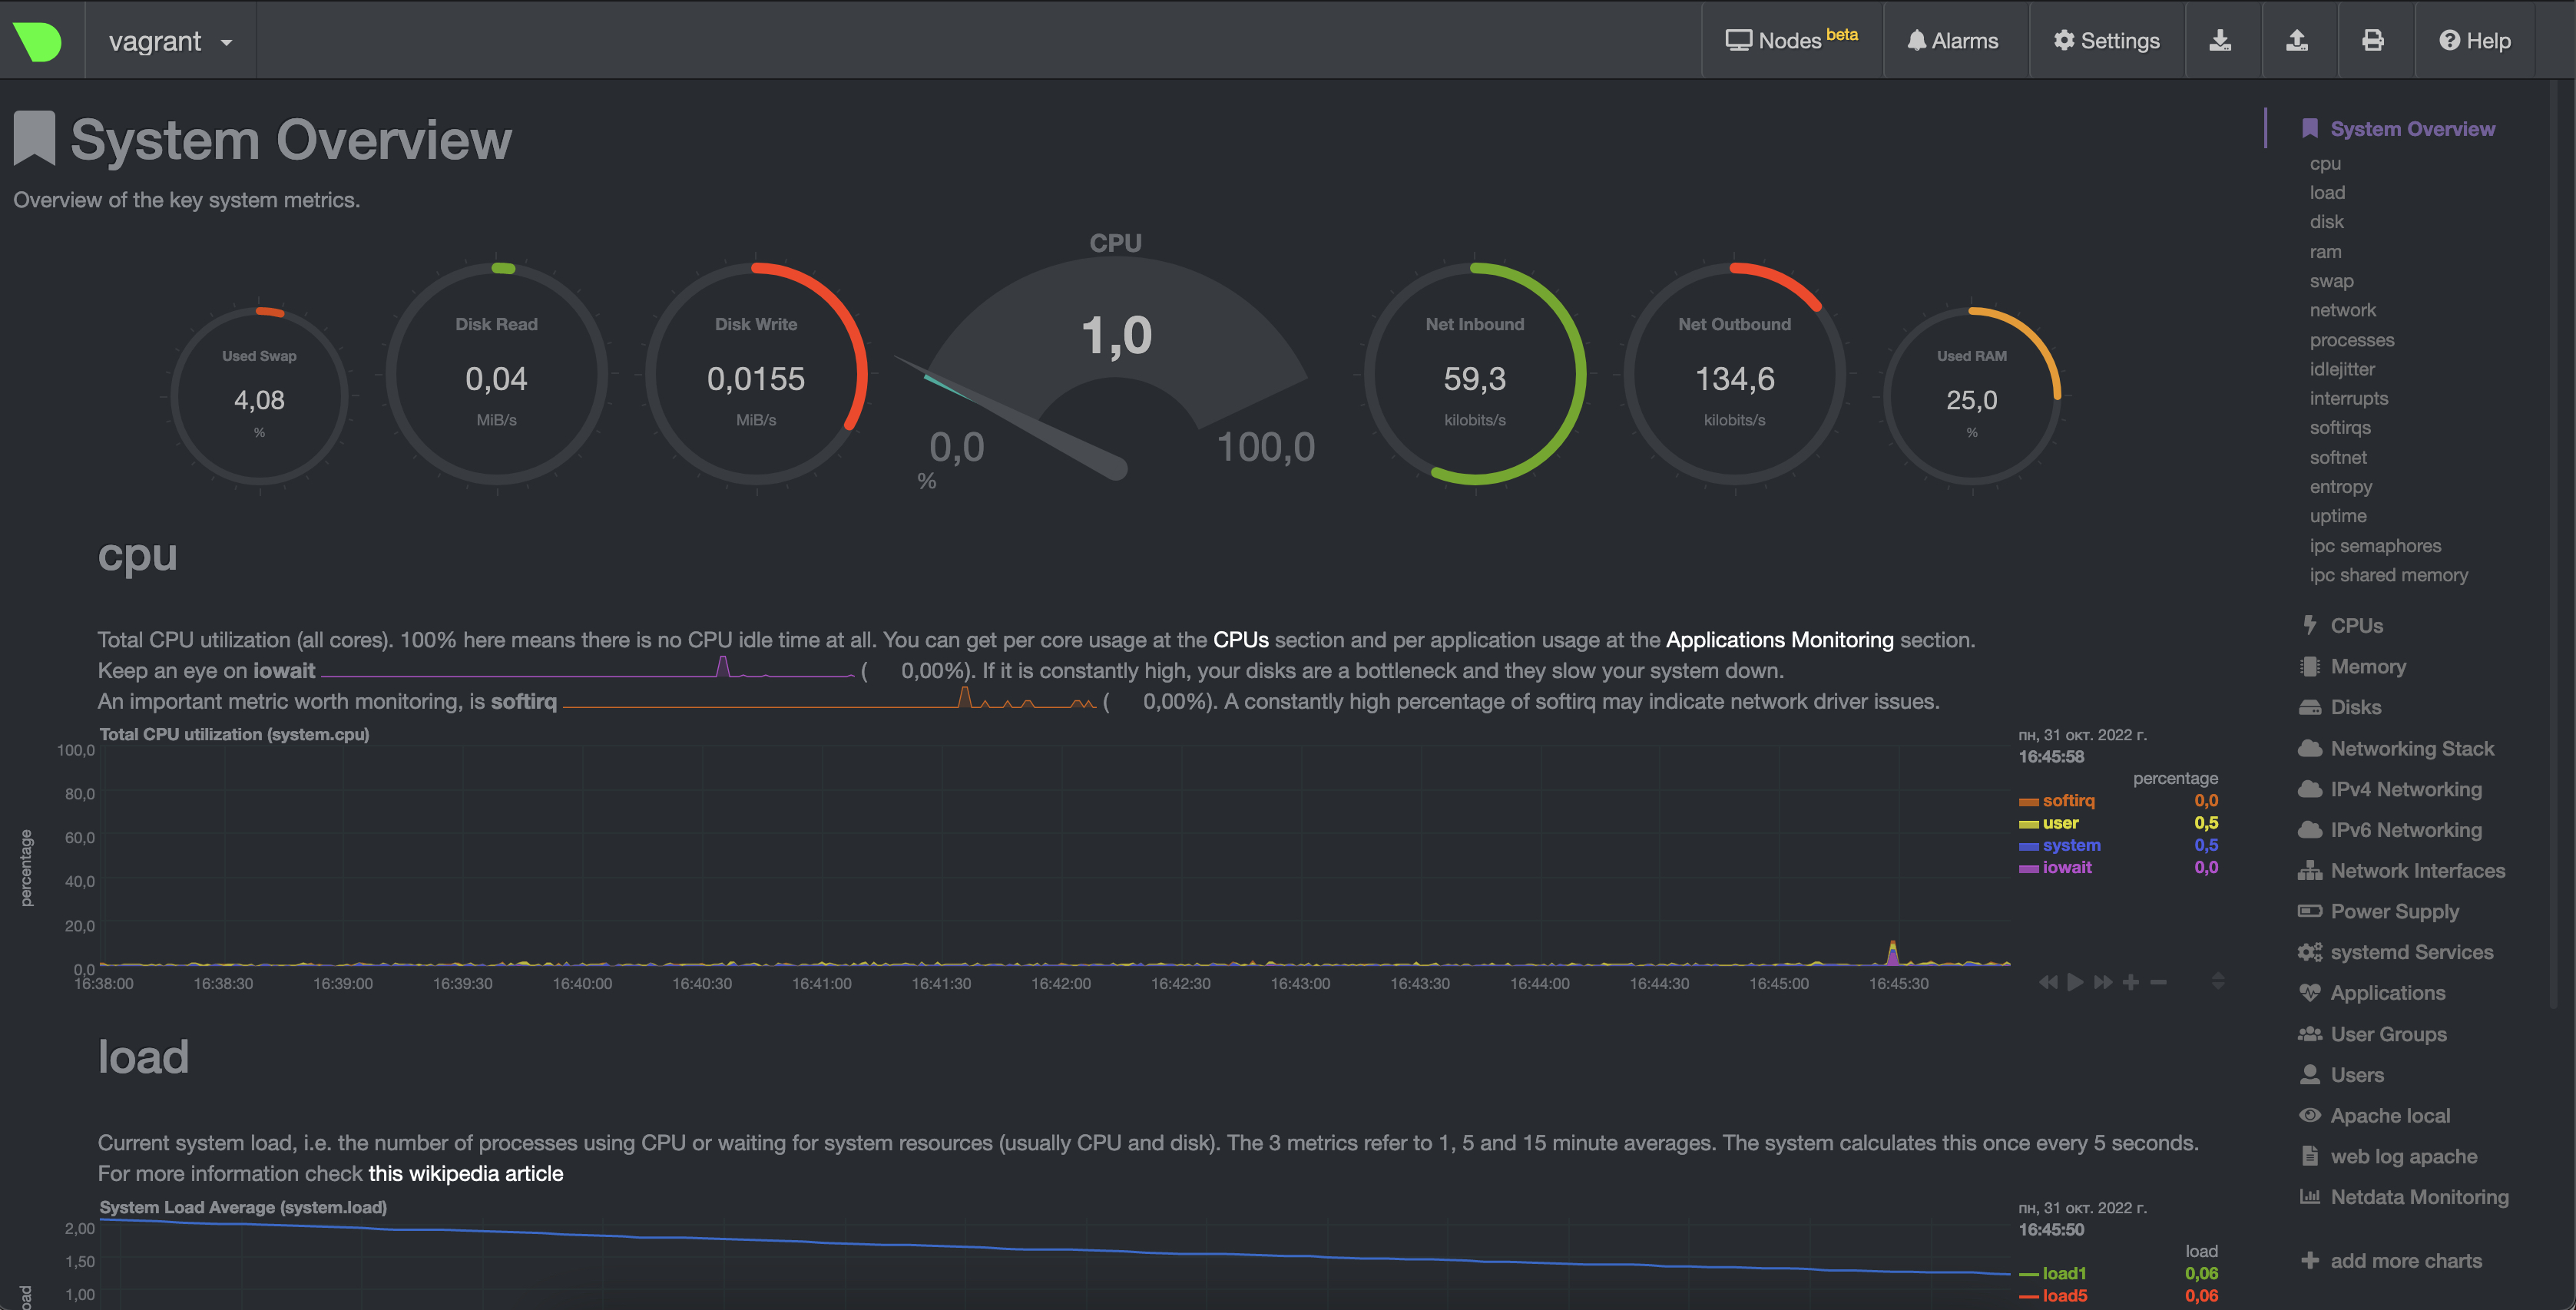 vagrant
Nodes beta
Alarms
Settings
Help
System Overview
Overview of the key system metrics.
Used Swap
4,08
%
Disk Read
0,04
MiB/s
Disk Write
0,0155
MiB/s
CPU
1,0
0,0
100,0
%
Net Inbound
59,3
kilobits/s
Net Outbound
134,6
kilobits/s
Used RAM
25,0
%
cpu
Total CPU utilization (all cores). 100% here means there is no CPU idle time at all. You can get per core usage at the CPUs section and per application usage at the Applications Monitoring section.
Keep an eye on iowait ( 0,00%). If it is constantly high, your disks are a bottleneck and they slow your system down.
An important metric worth monitoring, is softirq ( 0,00%). A constantly high percentage of softirq may indicate network driver issues.
Total CPU utilization (system.cpu)
percentage
100,0
80,0
60,0
40,0
20,0
0,0
16:38:00 16:38:30 16:39:00 16:39:30 16:40:00 16:40:30 16:41:00 16:41:30 16:42:00 16:42:30 16:43:00 16:43:30 16:44:00 16:44:30 16:45:00 16:45:30
пн, 31 окт. 2022 г.
16:45:58
percentage
softirq 0,0
user 0,5
system 0,5
iowait 0,0
load
Current system load, i.e. the number of processes using CPU or waiting for system resources (usually CPU and disk). The 3 metrics refer to 1, 5 and 15 minute averages. The system calculates this once every 5 seconds.
For more information check this wikipedia article
System Load Average (system.load)
2,00
1,50
1,00
пн, 31 окт. 2022 г.
16:45:50
load
load1 0,06
load5 0,06
System Overview
cpu
load
disk
ram
swap
network
processes
idlejitter
interrupts
softirqs
softnet
entropy
uptime
ipc semaphores
ipc shared memory
CPUs
Memory
Disks
Networking Stack
IPv4 Networking
IPv6 Networking
Network Interfaces
Power Supply
systemd Services
Applications
User Groups
Users
Apache local
web log apache
Netdata Monitoring
add more charts